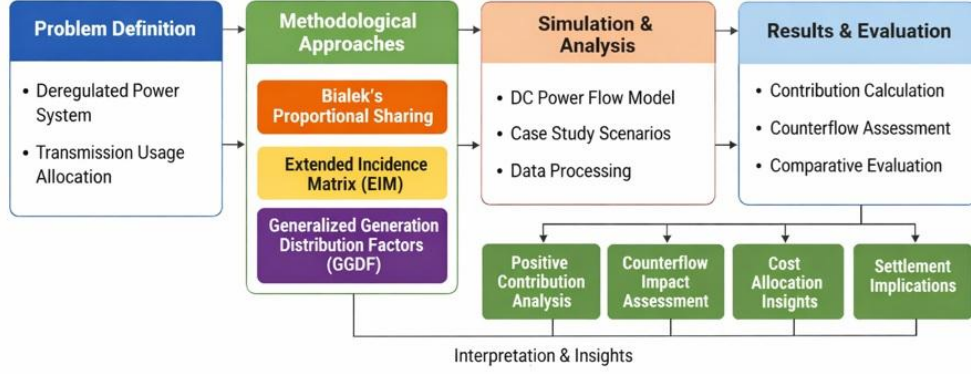 Problem Definition
• Deregulated Power
System
• Transmission Usage
Allocation
Methodological
Approaches
Bialek's
Proportional Sharing
Extended Incidence
Matrix (EIM)
Generalized Generation
Distribution Factors
(GGDF)
Simulation &
Analysis
• DC Power Flow Model
• Case Study Scenarios
• Data Processing
Results & Evaluation
• Contribution Calculation
• Counterflow Assessment
• Comparative Evaluation
Positive
Contribution
Analysis
Counterflow
Impact
Assessment
Cost
Allocation
Insights
Settlement
Implications
Interpretation & Insights